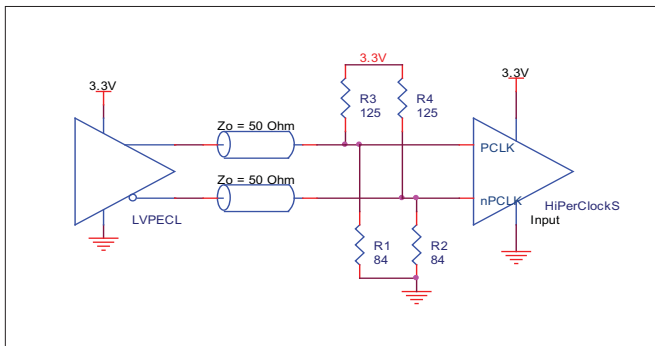 3.3V
3.3V
3.3V
R3
125
R4
125
Zo = 50 Ohm
PCLK
Zo = 50 Ohm
nPCLK
HiPerClockS
Input
LVPECL
R1
84
R2
84